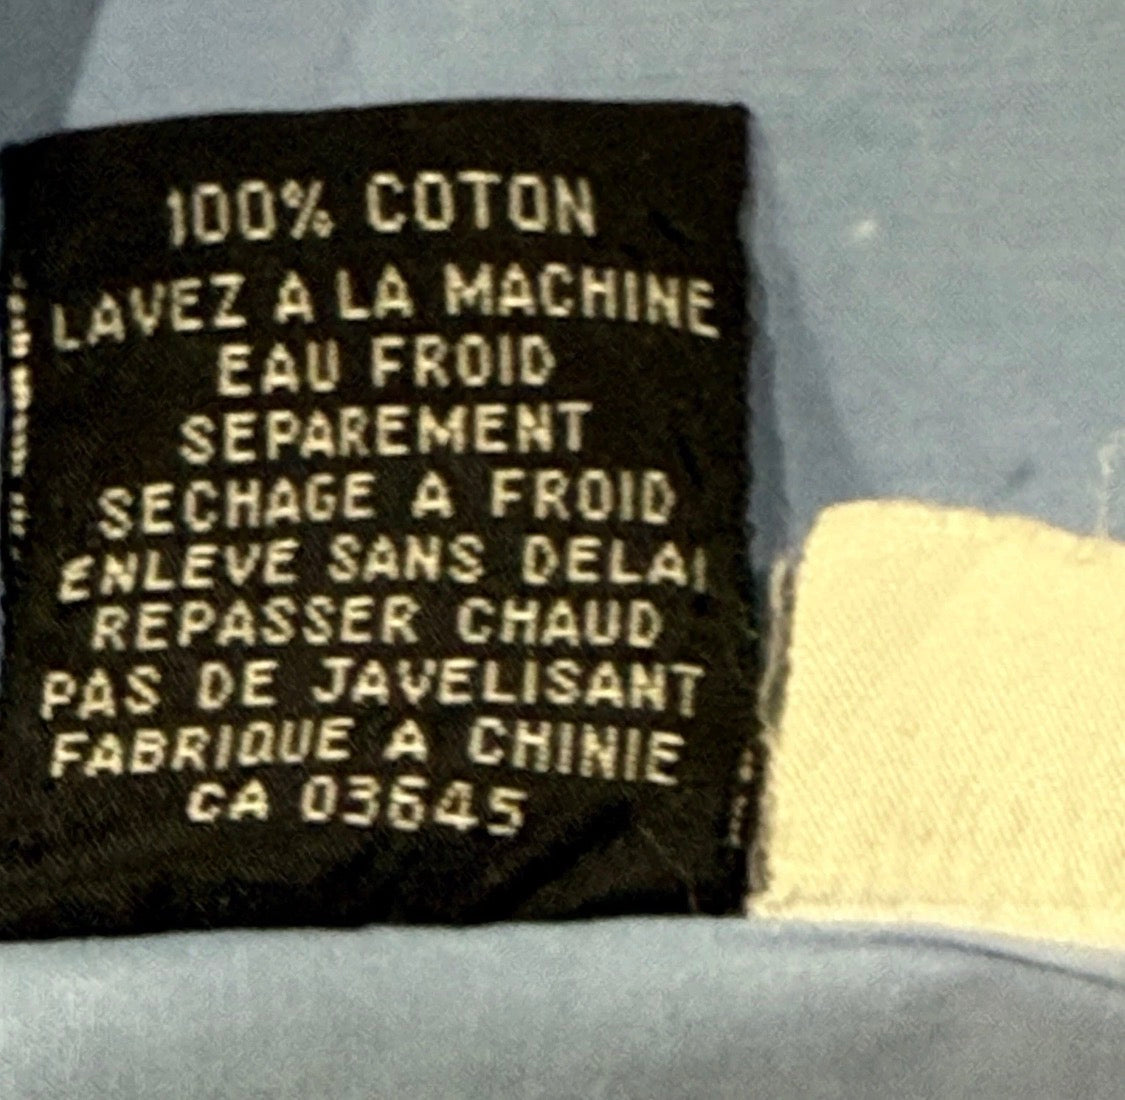 100% COTON
LAVEZ A LA MACHINE
EAU FROID
SEPAREMENT
SECHAGE A FROID
ENLEVE SANS DELAI
REPASSER CHAUD
PAS DE JAVELISANT
FABRIQUE A CHINIE
CA 03645